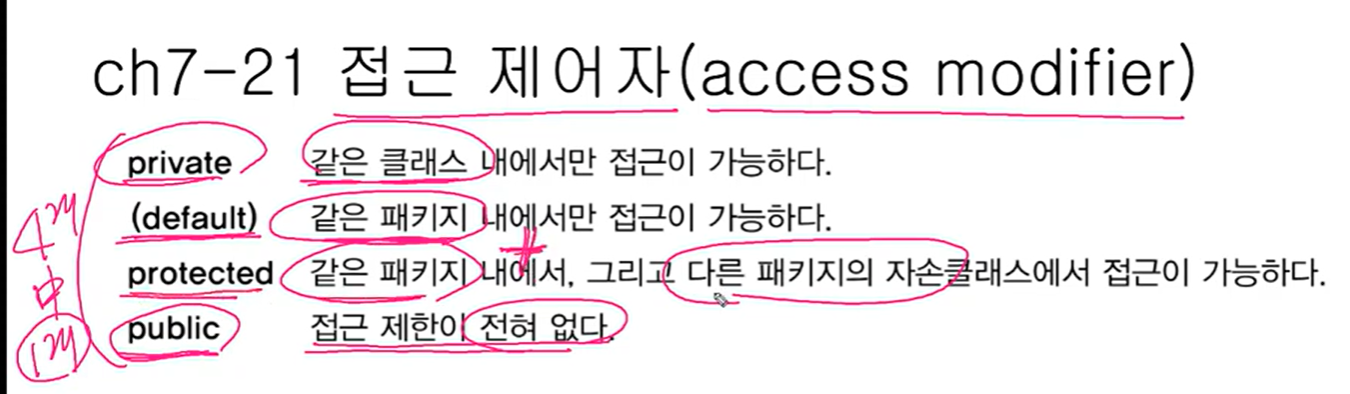 ch7-21 접근 제어자(access modifier)
private 같은 클래스 내에서만 접근이 가능하다.
(default) 같은 패키지 내에서만 접근이 가능하다.
protected 같은 패키지 내에서, 그리고 다른 패키지의 자손클래스에서 접근이 가능하다.
public 접근 제한이 전혀 없다.
4개
中
1개